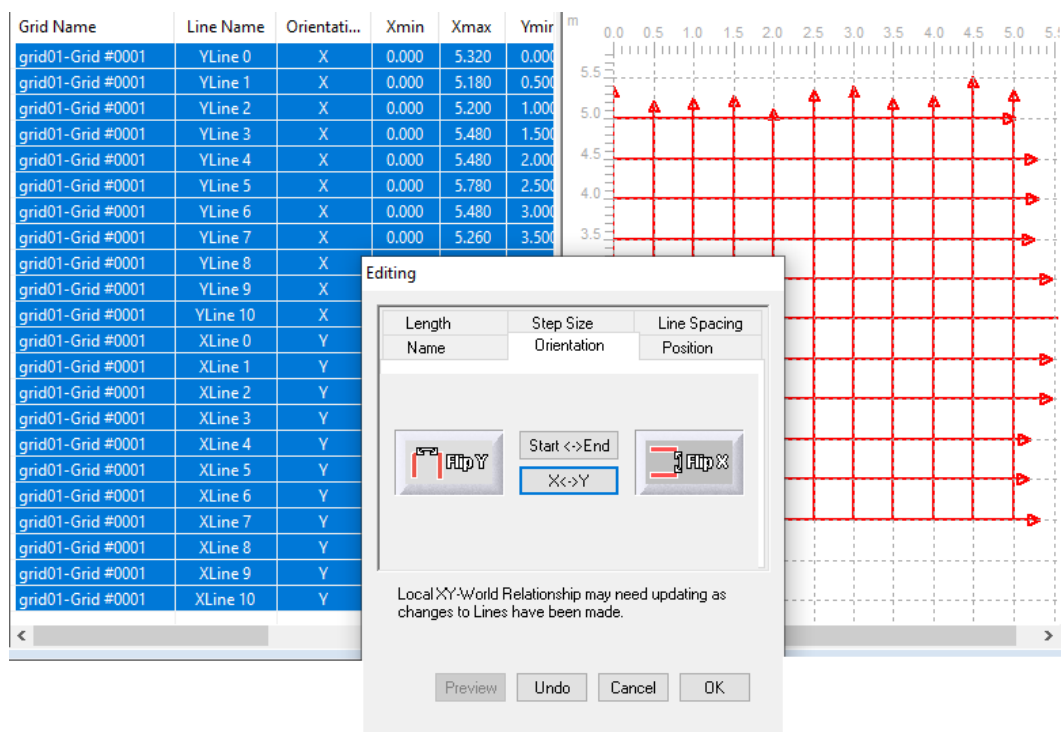 Grid Name Line Name Orientati... Xmin Xmax Ymin
grid01-Grid #0001 YLine 0 X 0.000 5.320 0.000
grid01-Grid #0001 YLine 1 X 0.000 5.180 0.500
grid01-Grid #0001 YLine 2 X 0.000 5.200 1.000
grid01-Grid #0001 YLine 3 X 0.000 5.480 1.500
grid01-Grid #0001 YLine 4 X 0.000 5.480 2.000
grid01-Grid #0001 YLine 5 X 0.000 5.780 2.500
grid01-Grid #0001 YLine 6 X 0.000 5.480 3.000
grid01-Grid #0001 YLine 7 X 0.000 5.260 3.500
grid01-Grid #0001 YLine 8 X
grid01-Grid #0001 YLine 9 X
grid01-Grid #0001 YLine 10 X
grid01-Grid #0001 XLine 0 Y
grid01-Grid #0001 XLine 1 Y
grid01-Grid #0001 XLine 2 Y
grid01-Grid #0001 XLine 3 Y
grid01-Grid #0001 XLine 4 Y
grid01-Grid #0001 XLine 5 Y
grid01-Grid #0001 XLine 6 Y
grid01-Grid #0001 XLine 7 Y
grid01-Grid #0001 XLine 8 Y
grid01-Grid #0001 XLine 9 Y
grid01-Grid #0001 XLine 10 Y
m
0.0 0.5 1.0 1.5 2.0 2.5 3.0 3.5 4.0 4.5 5.0 5.
5.5
5.0
4.5
4.0
3.5
Editing
Length Step Size Line Spacing
Name Orientation Position
Flip Y
Start <->End
X<->Y
Flip X
Local XY-World Relationship may need updating as
changes to Lines have been made.
Preview Undo Cancel OK